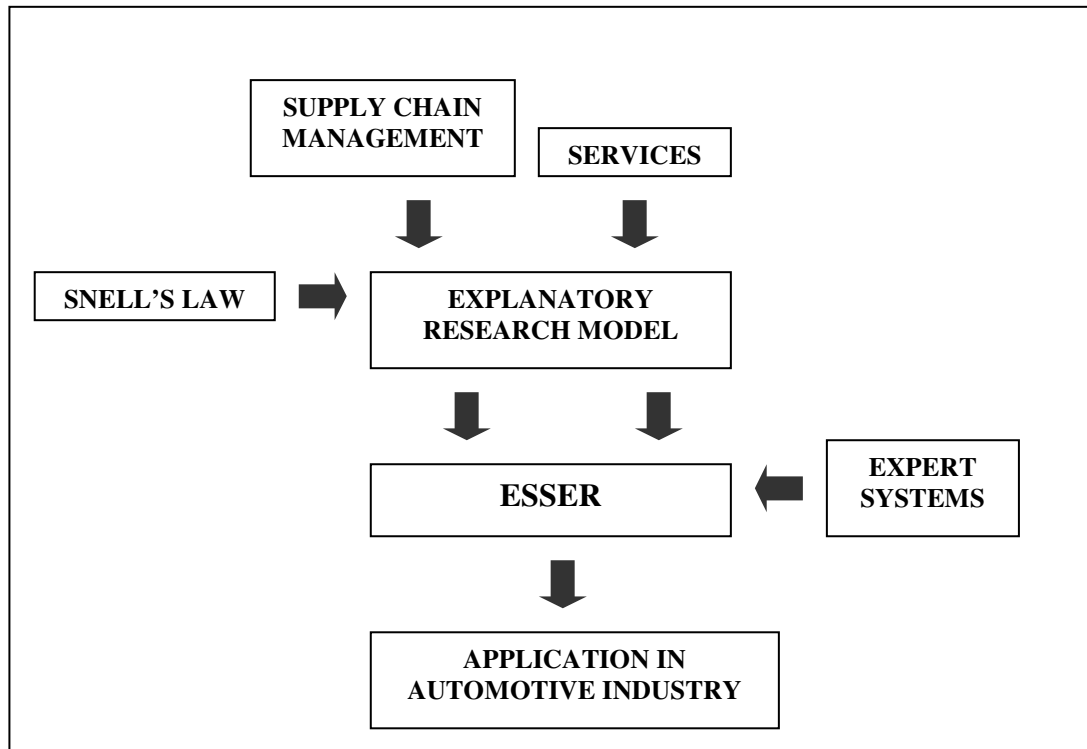 SUPPLY CHAIN
MANAGEMENT
SERVICES
SNELL’S LAW
EXPLANATORY
RESEARCH MODEL
ESSER
EXPERT
SYSTEMS
APPLICATION IN
AUTOMOTIVE INDUSTRY